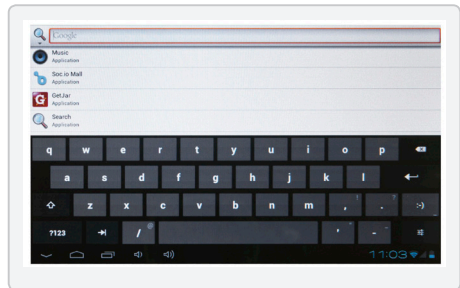 Google
Music
Application
Soc.io Mall
Application
GetJar
Application
Search
Application
q w e r t y u i o p
a s d f g h j k l
z x c v b n m , ! . ?
?123 / ' - :-)
11:03